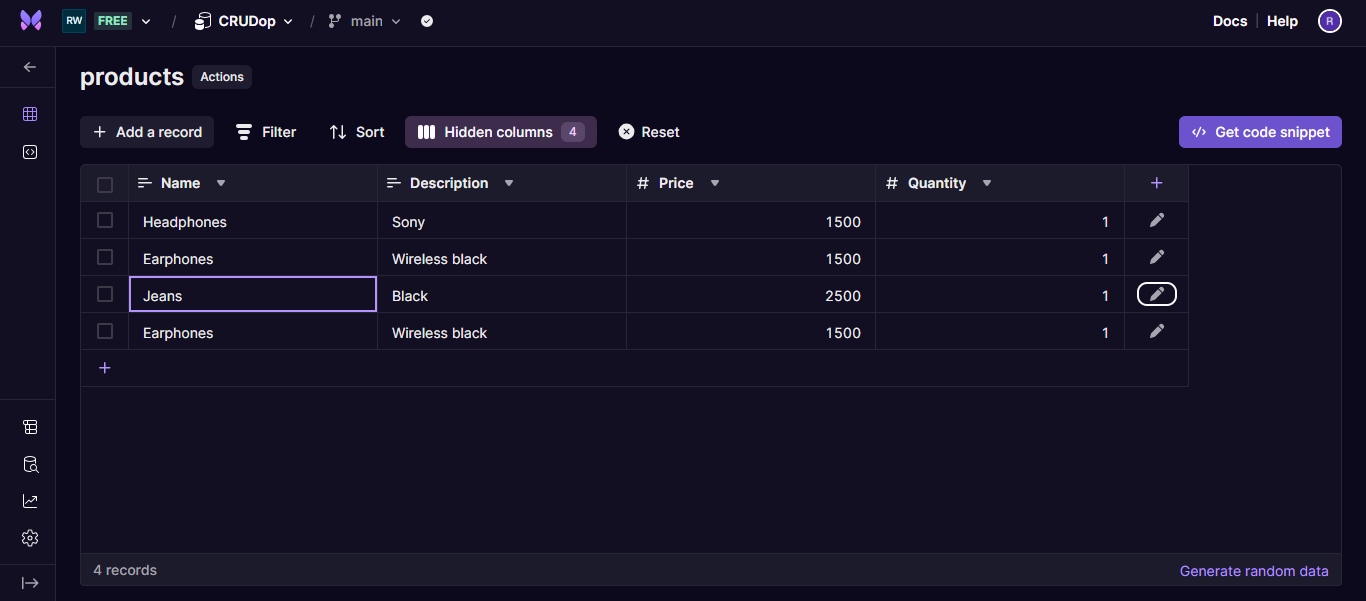 RW FREE / CRUDop / main Docs Help R
products Actions
Add a record Filter Sort Hidden columns 4 Reset </> Get code snippet
Name Description # Price # Quantity +
Headphones Sony 1500 1
Earphones Wireless black 1500 1
Jeans Black 2500 1
Earphones Wireless black 1500 1
+
4 records Generate random data